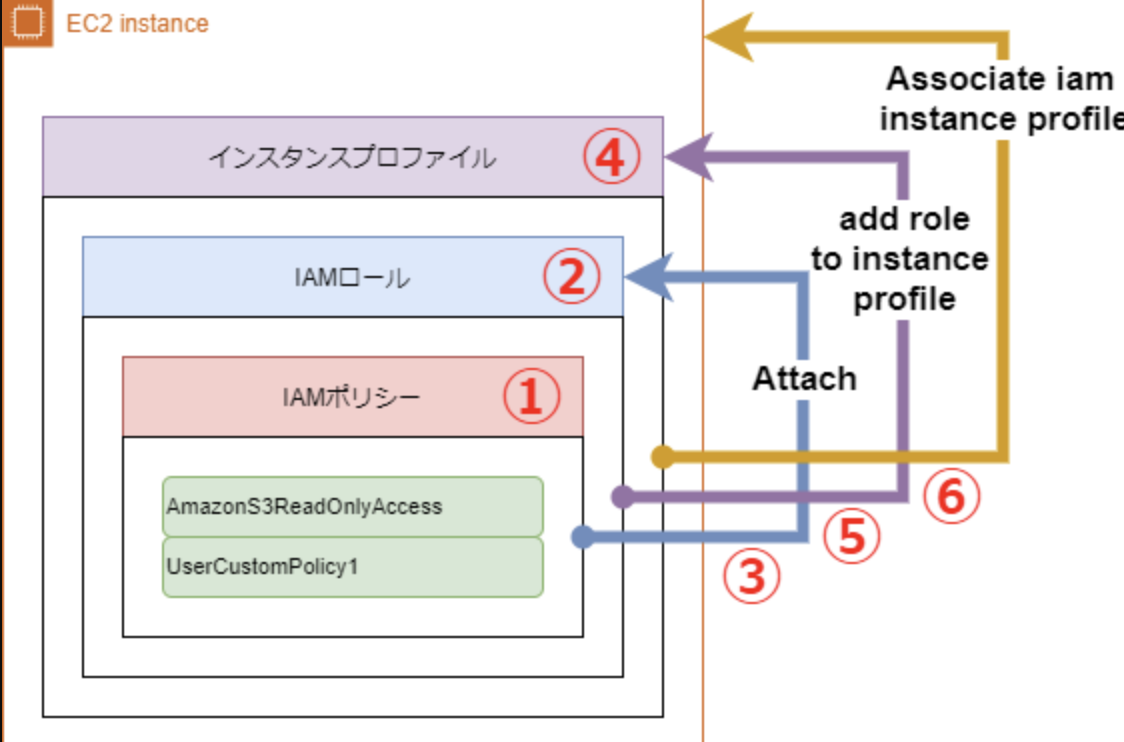 EC2 instance
Associate iam
instance profile
インスタンスプロファイル ④
add role
to instance
profile
IAMロール ②
Attach
IAMポリシー ①
AmazonS3ReadOnlyAccess
UserCustomPolicy1
⑥
⑤
③